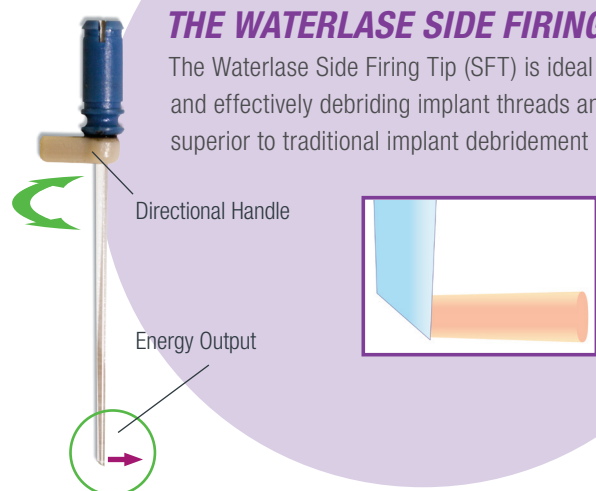 THE WATERLASE SIDE FIRING
The Waterlase Side Firing Tip (SFT) is ideal
and effectively debriding implant threads
superior to traditional implant debridement
Directional Handle
Energy Output